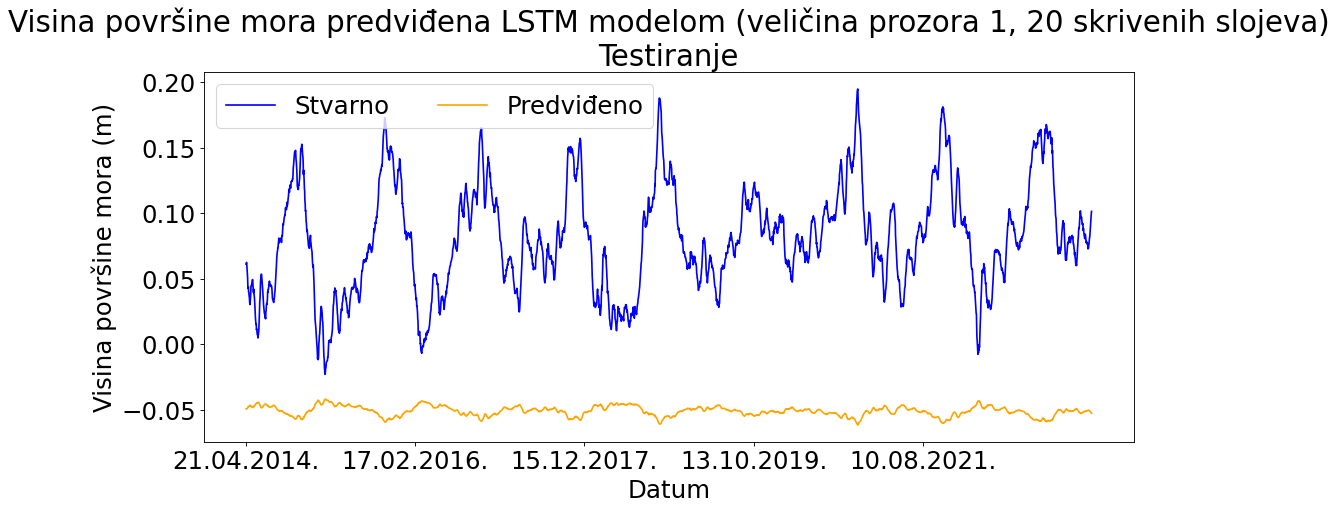 Visina površine mora predviđena LSTM modelom (veličina prozora 1, 20 skrivenih slojeva)
Testiranje
Stvarno Predviđeno
Visina površine mora (m)
0.20
0.15
0.10
0.05
0.00
−0.05
21.04.2014. 17.02.2016. 15.12.2017. 13.10.2019. 10.08.2021.
Datum